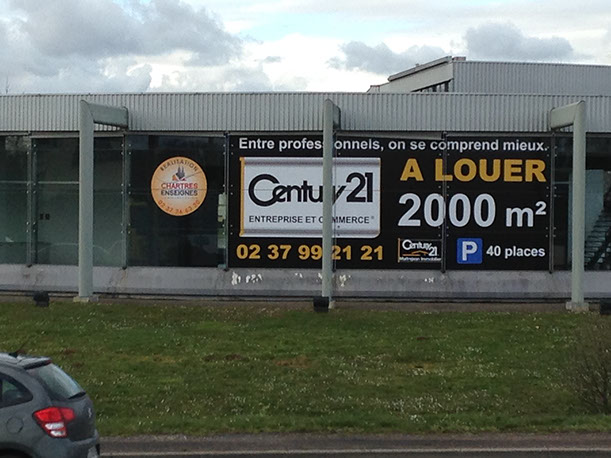 Entre professionnels, on se comprend mieux.
A LOUER
Century 21
ENTREPRISE ET COMMERCE
2000 m²
02 37 99 21 21
Century 21
P
40 places
REALISATION
CHARTRES
ENSEIGNES